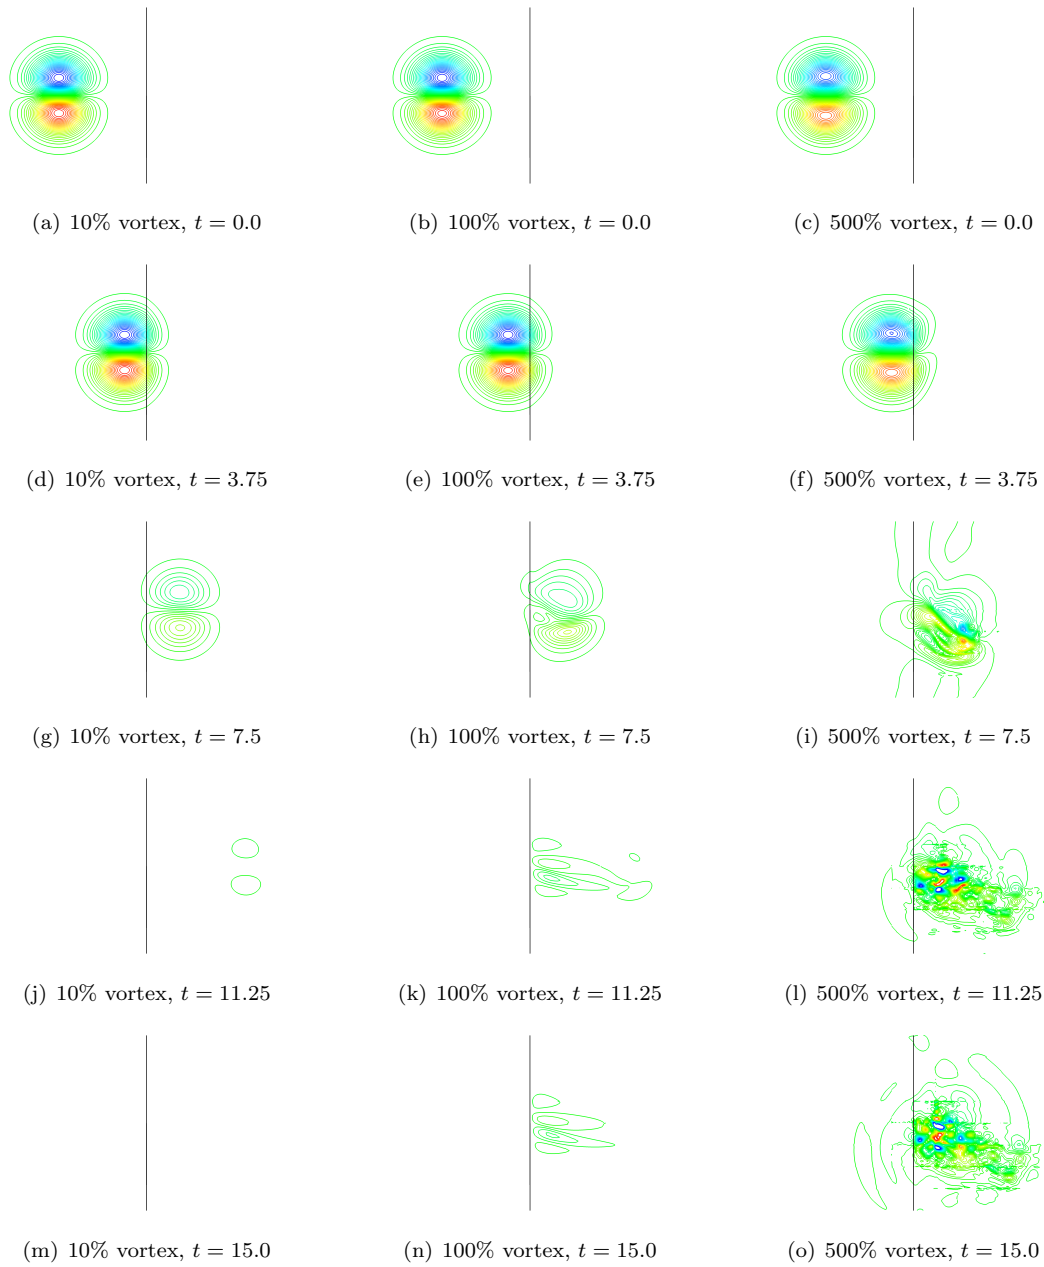 (a) 10% vortex, t = 0.0
(b) 100% vortex, t = 0.0
(c) 500% vortex, t = 0.0
(d) 10% vortex, t = 3.75
(e) 100% vortex, t = 3.75
(f) 500% vortex, t = 3.75
(g) 10% vortex, t = 7.5
(h) 100% vortex, t = 7.5
(i) 500% vortex, t = 7.5
(j) 10% vortex, t = 11.25
(k) 100% vortex, t = 11.25
(l) 500% vortex, t = 11.25
(m) 10% vortex, t = 15.0
(n) 100% vortex, t = 15.0
(o) 500% vortex, t = 15.0